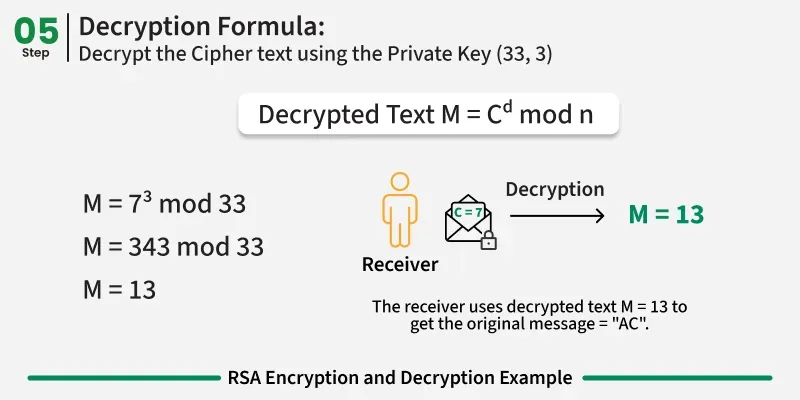 05
Step
Decryption Formula:
Decrypt the Cipher text using the Private Key (33, 3)
Decrypted Text M = Cᵈ mod n
M = 7³ mod 33
M = 343 mod 33
M = 13
C = 7
Receiver
Decryption
M = 13
The receiver uses decrypted text M = 13 to
get the original message = "AC".
RSA Encryption and Decryption Example